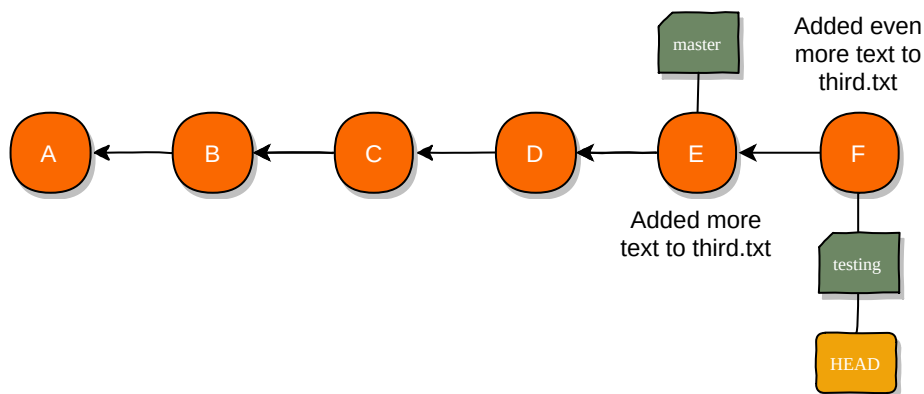 master
Added even
more text to
third.txt
A
B
C
D
E
F
Added more
text to third.txt
testing
HEAD